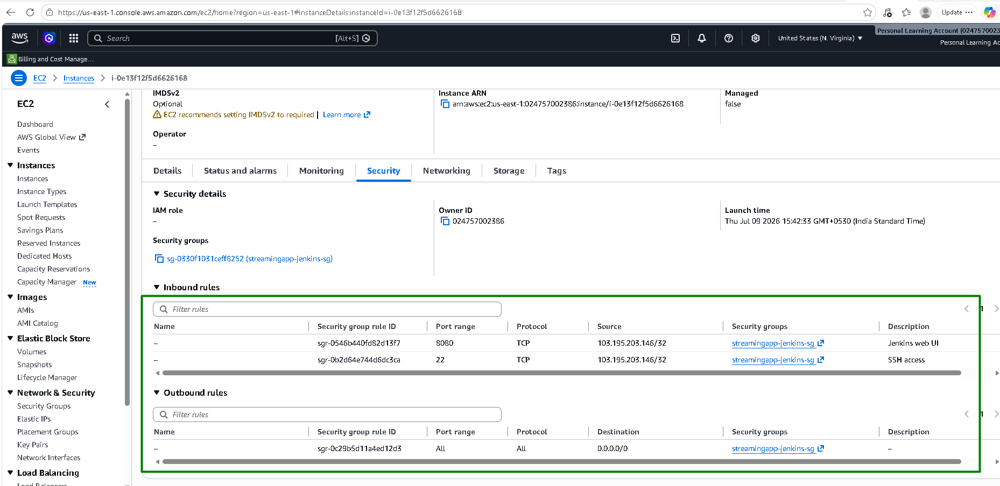 https://us-east-1.console.aws.amazon.com/ec2/home?region=us-east-1#InstanceDetails:instanceId=i-0e13f12f5d6626168
Update
aws
Search
[Alt+S]
United States (N. Virginia)
Personal Learning Account (0247570023
Personal Learning Ac
Billing and Cost Manage...
EC2
Instances
i-0e13f12f5d6626168
EC2
Dashboard
AWS Global View
Events
Instances
Instances
Instance Types
Launch Templates
Spot Requests
Savings Plans
Reserved Instances
Dedicated Hosts
Capacity Reservations
Capacity Manager New
Images
AMIs
AMI Catalog
Elastic Block Store
Volumes
Snapshots
Lifecycle Manager
Network & Security
Security Groups
Elastic IPs
Placement Groups
Key Pairs
Network Interfaces
Load Balancing
Load Balancers
IMDSv2
Optional
EC2 recommends setting IMDSv2 to required | Learn more
Operator
–
Instance ARN
arn:aws:ec2:us-east-1:024757002386:instance/i-0e13f12f5d6626168
Managed
false
Details Status and alarms Monitoring Security Networking Storage Tags
Security details
IAM role
–
Owner ID
024757002386
Launch time
Thu Jul 09 2026 15:42:33 GMT+0530 (India Standard Time)
Security groups
sg-0330f1031ceff8252 (streamingapp-jenkins-sg)
Inbound rules
Filter rules
1
Name Security group rule ID Port range Protocol Source Security groups Description
– sgr-0546b440fd82d13f7 8080 TCP 103.195.203.146/32 streamingapp-jenkins-sg Jenkins web UI
– sgr-0b2d64e744d6dc3ca 22 TCP 103.195.203.146/32 streamingapp-jenkins-sg SSH access
Outbound rules
Filter rules
1
Name Security group rule ID Port range Protocol Destination Security groups Description
– sgr-0c29b5d11a4ed12d3 All All 0.0.0.0/0 streamingapp-jenkins-sg –